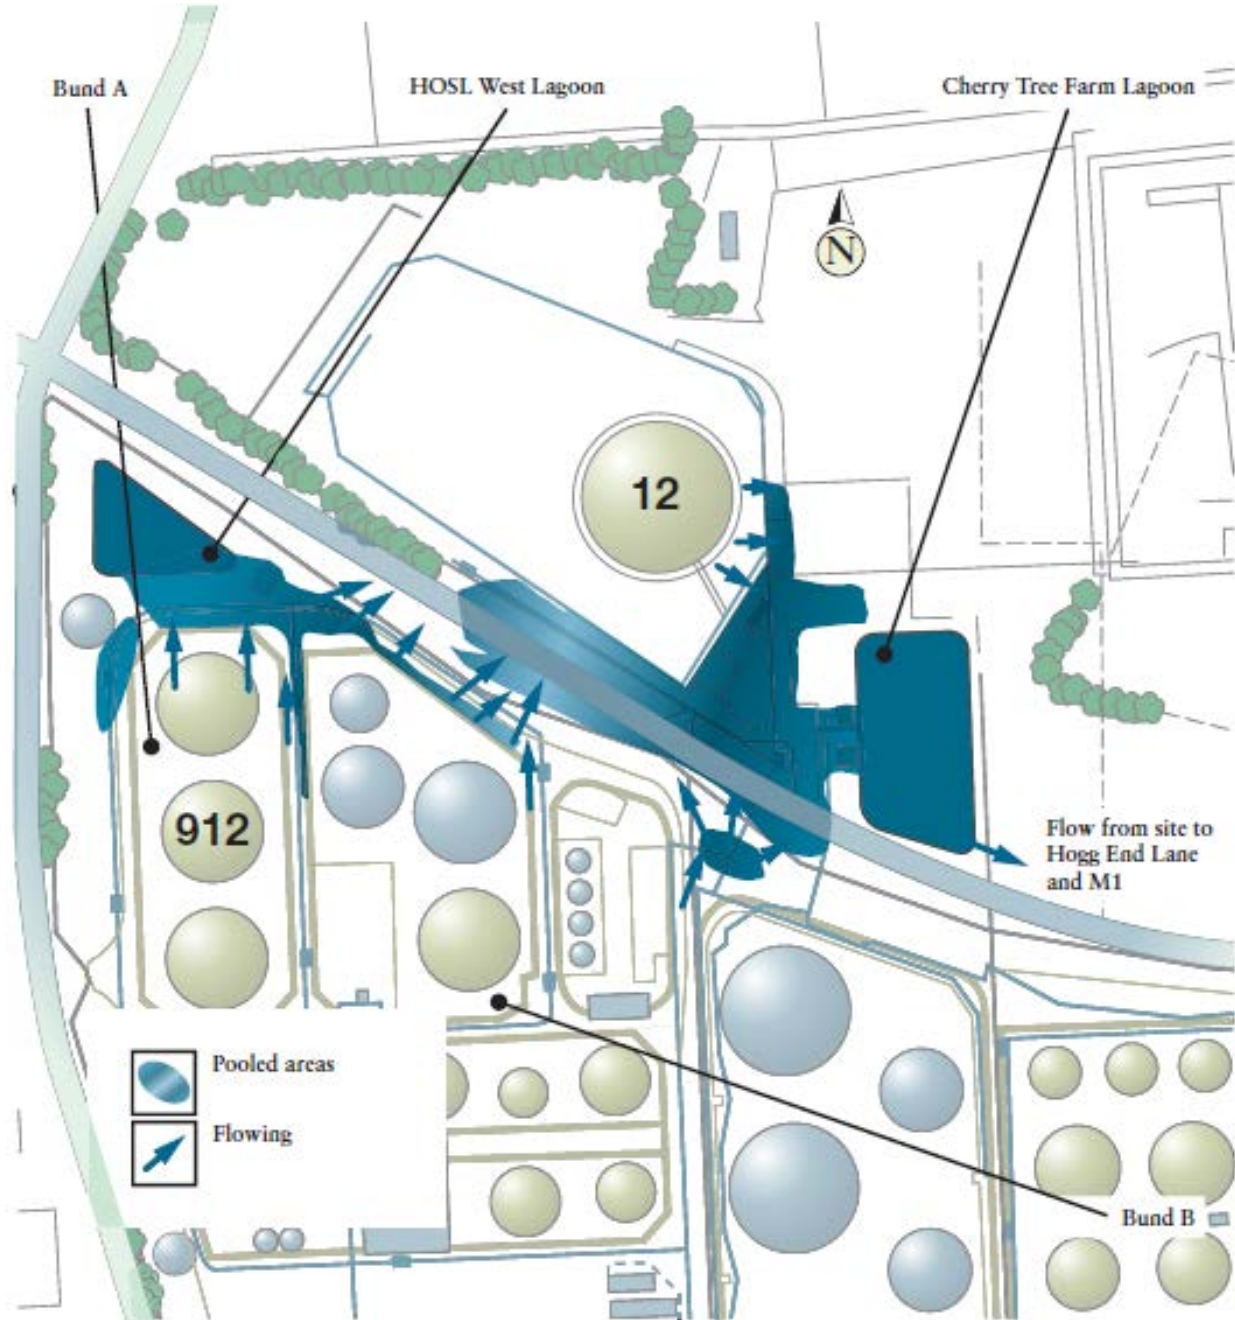 Bund A
HOSL West Lagoon
Cherry Tree Farm Lagoon
N
12
912
Flow from site to
Hogg End Lane
and M1
Pooled areas
Flowing
Bund B